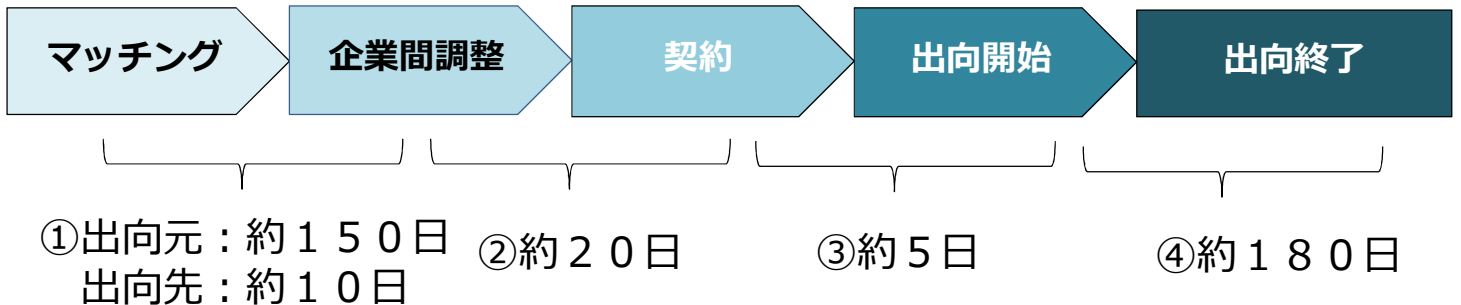 マッチング
企業間調整
契約
出向開始
出向終了
①出向元：約１５０日
出向先：約１０日
②約２０日
③約５日
④約１８０日